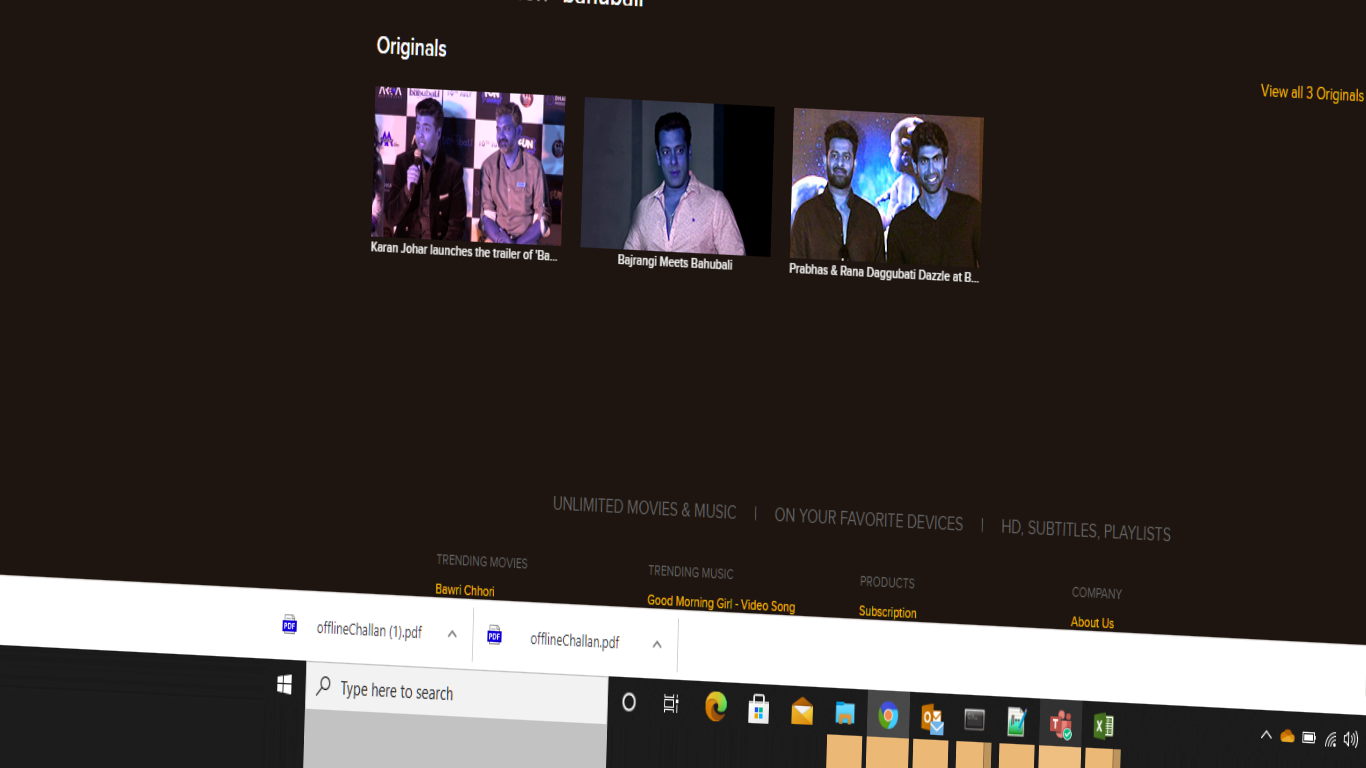 bahubali
Originals
View all 3 Originals
Karan Johar launches the trailer of 'Ba...
Bajrangi Meets Bahubali
Prabhas & Rana Daggubati Dazzle at B...
UNLIMITED MOVIES & MUSIC | ON YOUR FAVORITE DEVICES | HD, SUBTITLES, PLAYLISTS
TRENDING MOVIES
Bawri Chhori
TRENDING MUSIC
Good Morning Girl - Video Song
PRODUCTS
Subscription
COMPANY
About Us
offlineChallan (1).pdf
offlineChallan.pdf
Type here to search